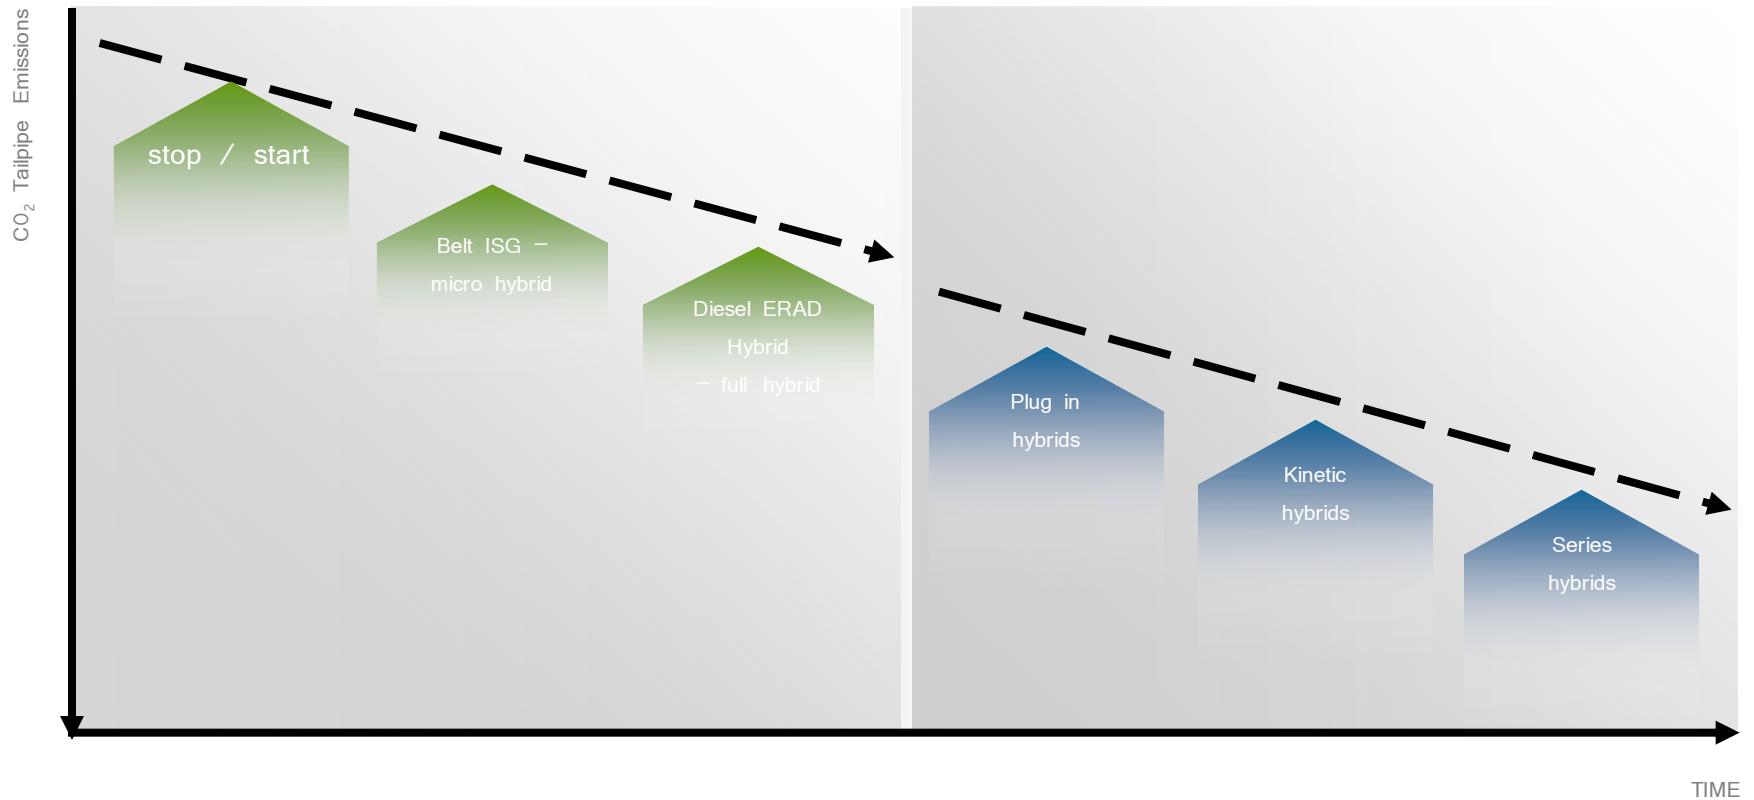 CO₂ Tailpipe Emissions
stop / start
Belt ISG –
micro hybrid
Diesel ERAD
Hybrid
– full hybrid
Plug in
hybrids
Kinetic
hybrids
Series
hybrids
TIME